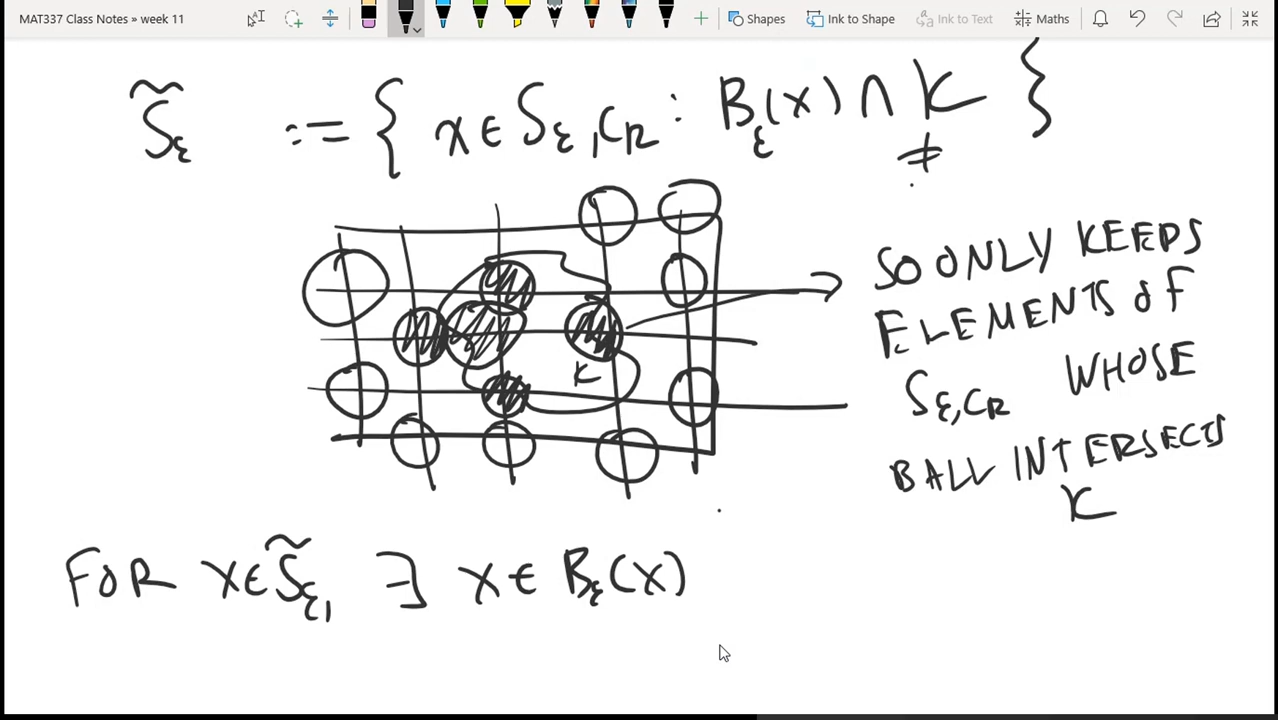 MAT337 Class Notes » week 11
Shapes Ink to Shape Ink to Text Maths
S̃ε := { x ∈ Sε,CR : Bε(x) ∩ K ≠ }
SO ONLY KEEPS
ELEMENTS OF
Sε,CR WHOSE
BALL INTERSECTS
K
K
FOR x ∈ S̃ε, ∃ x ∈ Bε(x)